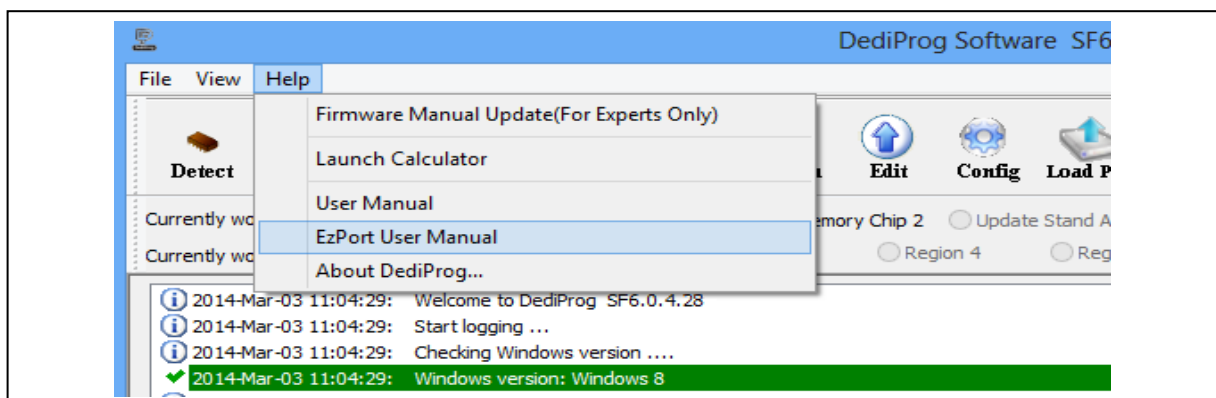 DediProg Software SF6
File View Help
Firmware Manual Update(For Experts Only)
Launch Calculator
User Manual
EzPort User Manual
About DediProg...
Detect Edit Config Load P
Currently wo emory Chip 2 Update Stand A
Currently wo Region 4 Reg
2014-Mar-03 11:04:29: Welcome to DediProg SF6.0.4.28
2014-Mar-03 11:04:29: Start logging ...
2014-Mar-03 11:04:29: Checking Windows version ....
2014-Mar-03 11:04:29: Windows version: Windows 8